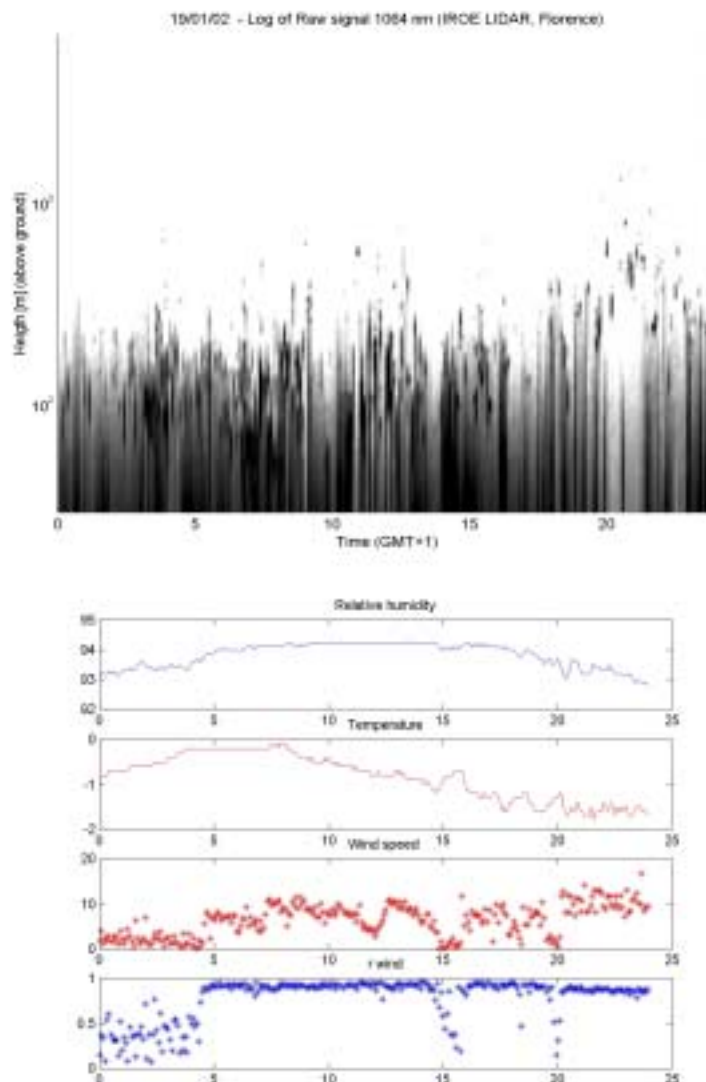 19/01/02 - Log of Raw signal 1064 nm (IROE LIDAR, Florence)
Heigth [m] (above ground)
10³
10²
0 5 10 15 20
Time (GMT+1)
Relative humidity
95
94
93
92
0 5 10 15 20 25
Temperature
0
-1
-2
0 5 10 15 20 25
Wind speed
20
10
0
0 5 10 15 20 25
r wind
1
0.5
0
0 5 10 15 20 25